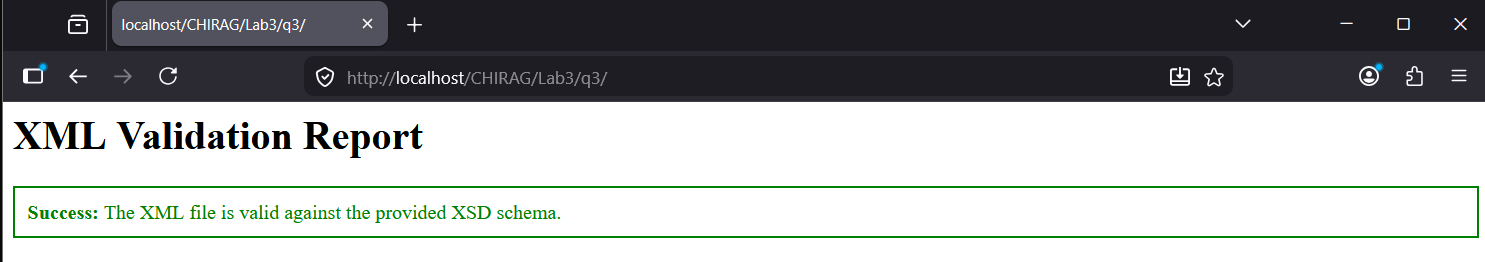 localhost/CHIRAG/Lab3/q3/
http://localhost/CHIRAG/Lab3/q3/
XML Validation Report
Success: The XML file is valid against the provided XSD schema.